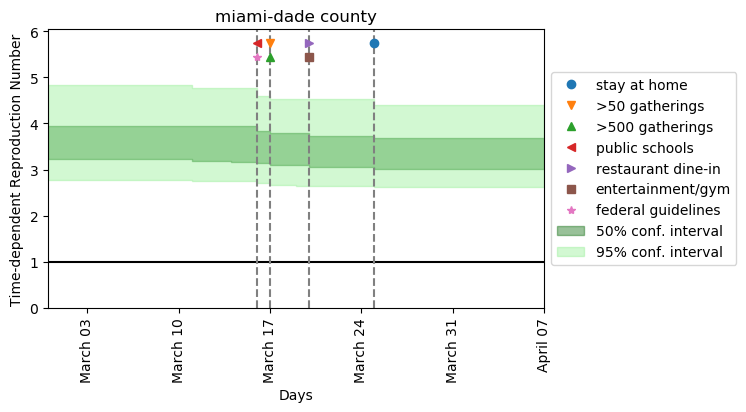 miami-dade county
Time-dependent Reproduction Number
6
5
4
3
2
1
0
March 03
March 10
March 17
March 24
March 31
April 07
Days
stay at home
>50 gatherings
>500 gatherings
public schools
restaurant dine-in
entertainment/gym
federal guidelines
50% conf. interval
95% conf. interval